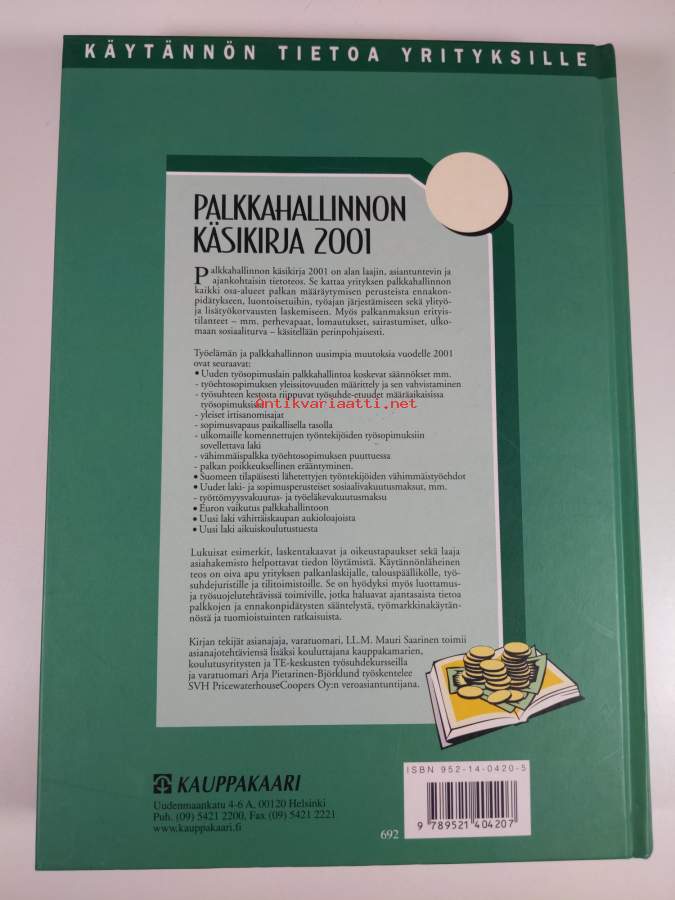 KÄYTÄNNÖN TIETOA YRITYKSILLE
PALKKAHALLINNON
KÄSIKIRJA 2001
Palkkahallinnon käsikirja 2001 on alan laajin, asiantuntevin ja
ajankohtaisin tietoteos. Se kattaa yrityksen palkkahallinnon
kaikki osa-alueet palkan määräytymisen perusteista ennakon-
pidätykseen, luontoisetuihin, työajan järjestämiseen sekä ylityö-
ja lisätyökorvausten laskemiseen. Myös palkanmaksun erityis-
tilanteet – mm. perhevapaat, lomautukset, sairastumiset, ulko-
maan sosiaaliturva – käsitellään perinpohjaisesti.
Työelämän ja palkkahallinnon uusimpia muutoksia vuodelle 2001
ovat seuraavat:
• Uuden työsopimuslain palkkahallintoa koskevat säännökset mm.
- työehtosopimuksen yleissitovuuden määrittely ja sen vahvistaminen
- työsuhteen kestosta riippuvat työsuhde-etuudet määräaikaisissa
työsopimuksissa
- yleiset irtisanomisajat
- sopimusvapaus paikallisella tasolla
- ulkomaille komennettujen työntekijöiden työsopimuksiin
sovellettava laki
- vähimmäispalkka työehtosopimuksen puuttuessa
- palkan poikkeuksellinen erääntyminen.
• Suomeen tilapäisesti lähetettyjen työntekijöiden vähimmäistyöehdot
• Uudet laki- ja sopimusperusteiset sosiaalivakuutusmaksut, mm.
- työttömyysvakuutus- ja työeläkevakuutusmaksu
• Euron vaikutus palkkahallintoon
• Uusi laki vähittäiskaupan aukioloajoista
• Uusi laki aikuiskoulutustuesta
Antikvariaatti.net
Lukuisat esimerkit, laskentakaavat ja oikeustapaukset sekä laaja
asiahakemisto helpottavat tiedon löytämistä. Käytännönläheinen
teos on oiva apu yrityksen palkanlaskijalle, talouspäällikölle, työ-
suhdejuristille ja tilitoimistoille. Se on hyödyksi myös luottamus-
ja työsuojelutehtävissä toimiville, jotka haluavat ajantasaista tietoa
palkkojen ja ennakonpidätysten sääntelystä, työmarkkinakäytän-
nöstä ja tuomioistuinten ratkaisuista.
Kirjan tekijät asianajaja, varatuomari, LL.M. Mauri Saarinen toimii
asianajotehtäviensä lisäksi kouluttajana kauppakamarien,
koulutusyritysten ja TE-keskusten työsuhdekursseilla
ja varatuomari Arja Pietarinen-Björklund työskentelee
SVH PricewaterhouseCoopers Oy:n veroasiantuntijana.
ISBN 952-14-0420-5
9 789521 404207
KAUPPAKAARI
Uudenmaankatu 4-6 A, 00120 Helsinki
Puh. (09) 5421 2200, Fax (09) 5421 2221
www.kauppakaari.fi
692